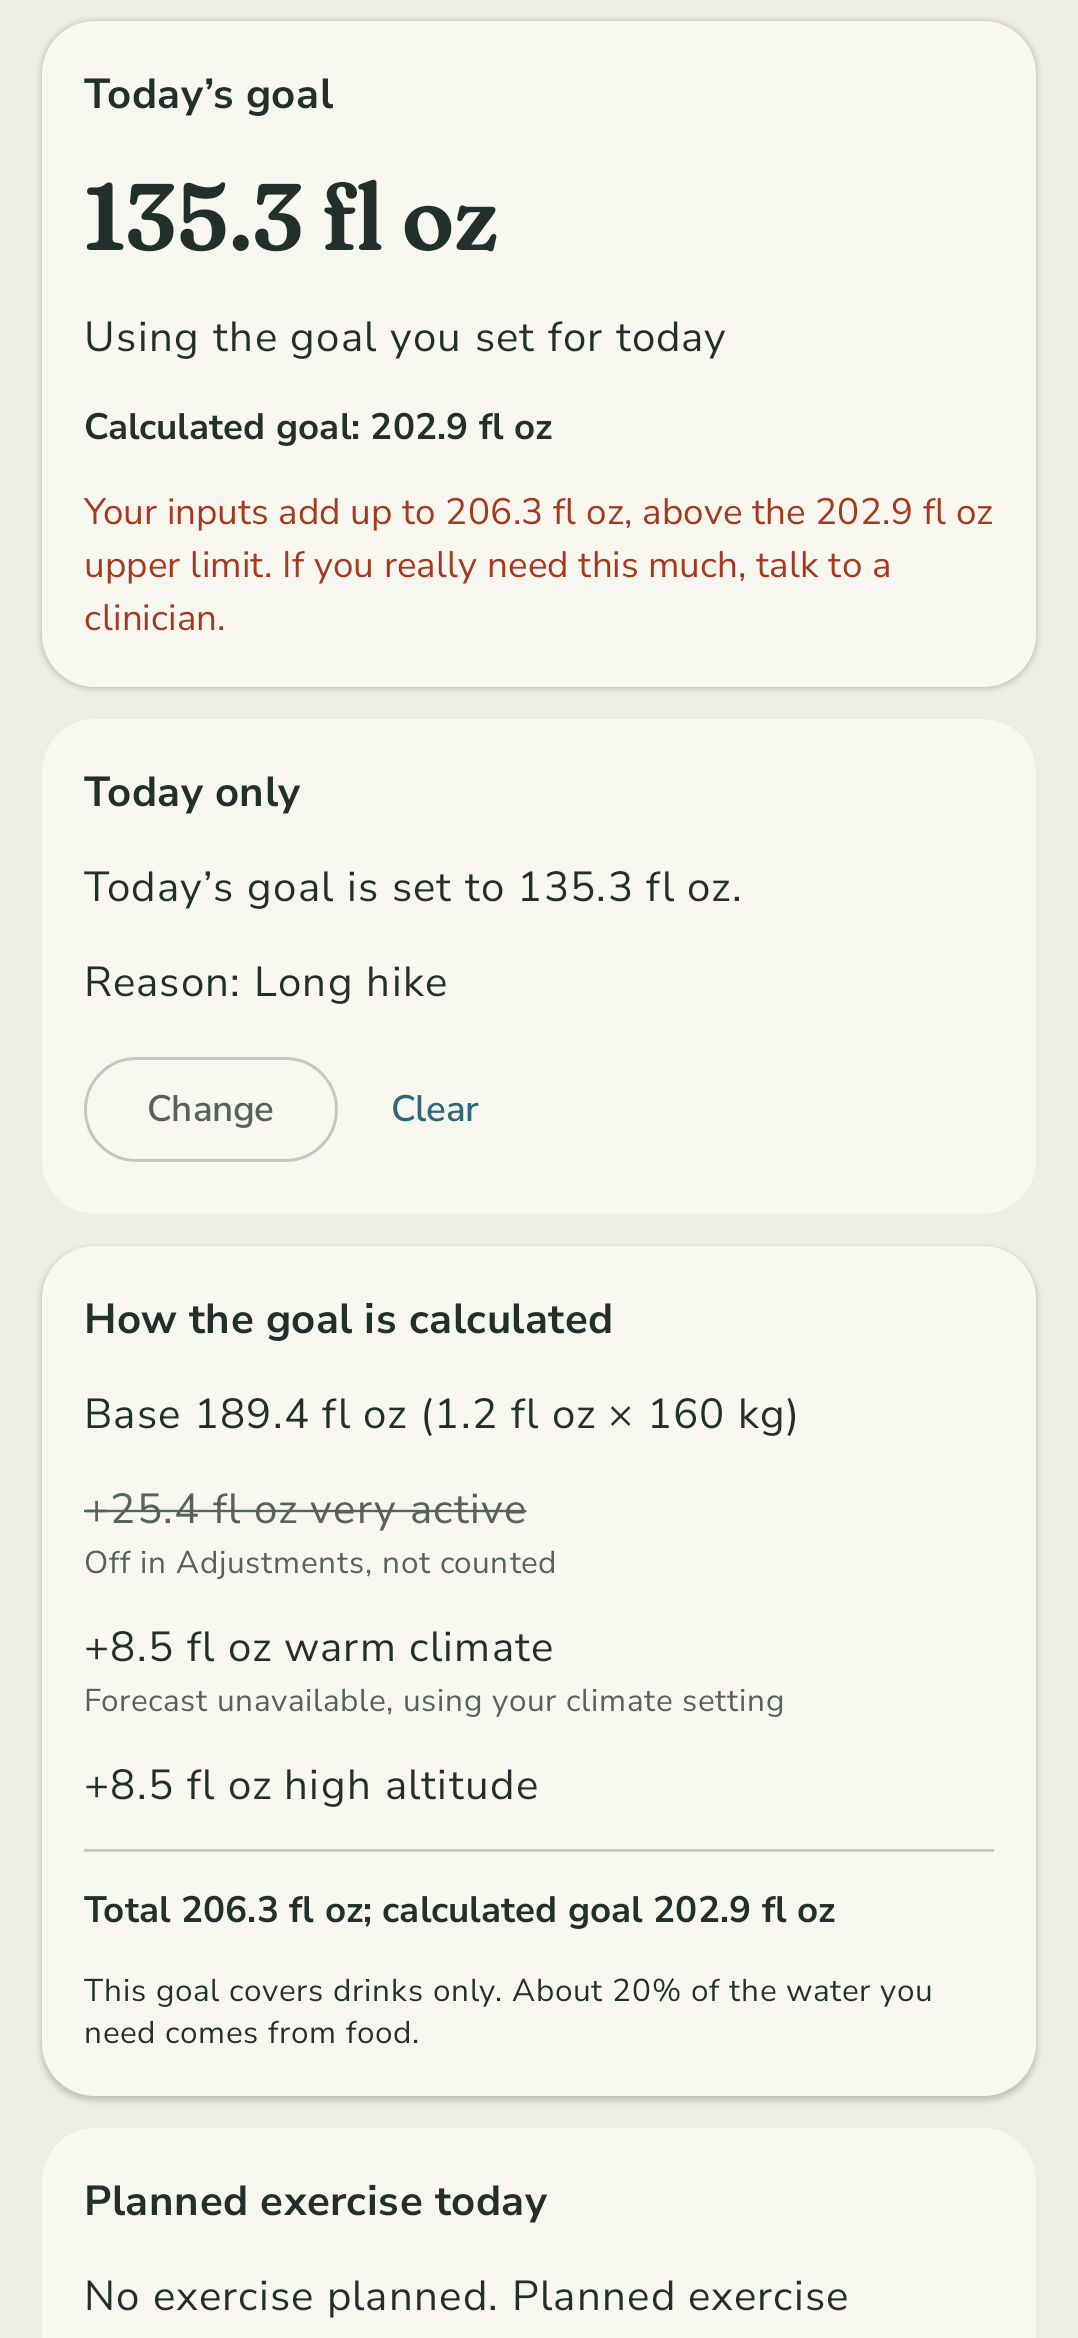 Today’s goal
135.3 fl oz
Using the goal you set for today
Calculated goal: 202.9 fl oz
Your inputs add up to 206.3 fl oz, above the 202.9 fl oz
upper limit. If you really need this much, talk to a
clinician.
Today only
Today’s goal is set to 135.3 fl oz.
Reason: Long hike
Change
Clear
How the goal is calculated
Base 189.4 fl oz (1.2 fl oz × 160 kg)
+25.4 fl oz very active
Off in Adjustments, not counted
+8.5 fl oz warm climate
Forecast unavailable, using your climate setting
+8.5 fl oz high altitude
Total 206.3 fl oz; calculated goal 202.9 fl oz
This goal covers drinks only. About 20% of the water you
need comes from food.
Planned exercise today
No exercise planned. Planned exercise